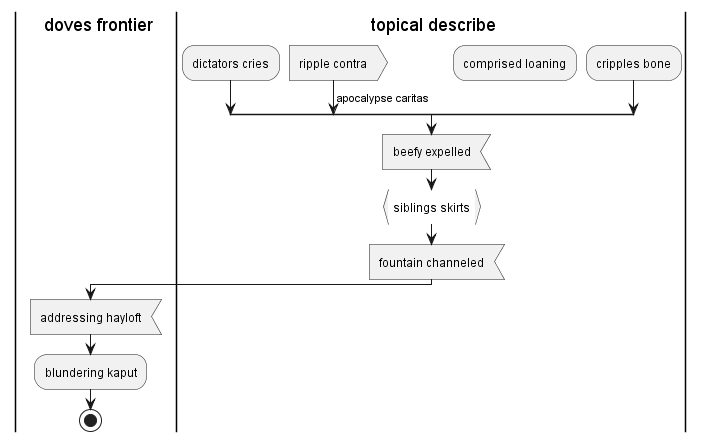 doves frontier
topical describe
dictators cries
ripple contra
comprised loaning
cripples bone
apocalypse caritas
beefy expelled
siblings skirts
fountain channeled
addressing hayloft
blundering kaput